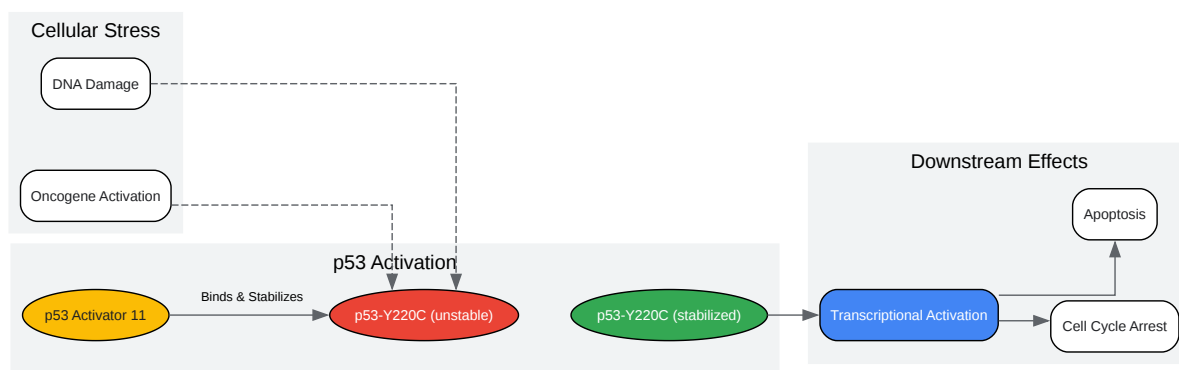 Cellular Stress
DNA Damage
Oncogene Activation
p53 Activation
p53 Activator 11
Binds & Stabilizes
p53-Y220C (unstable)
p53-Y220C (stabilized)
Downstream Effects
Transcriptional Activation
Apoptosis
Cell Cycle Arrest